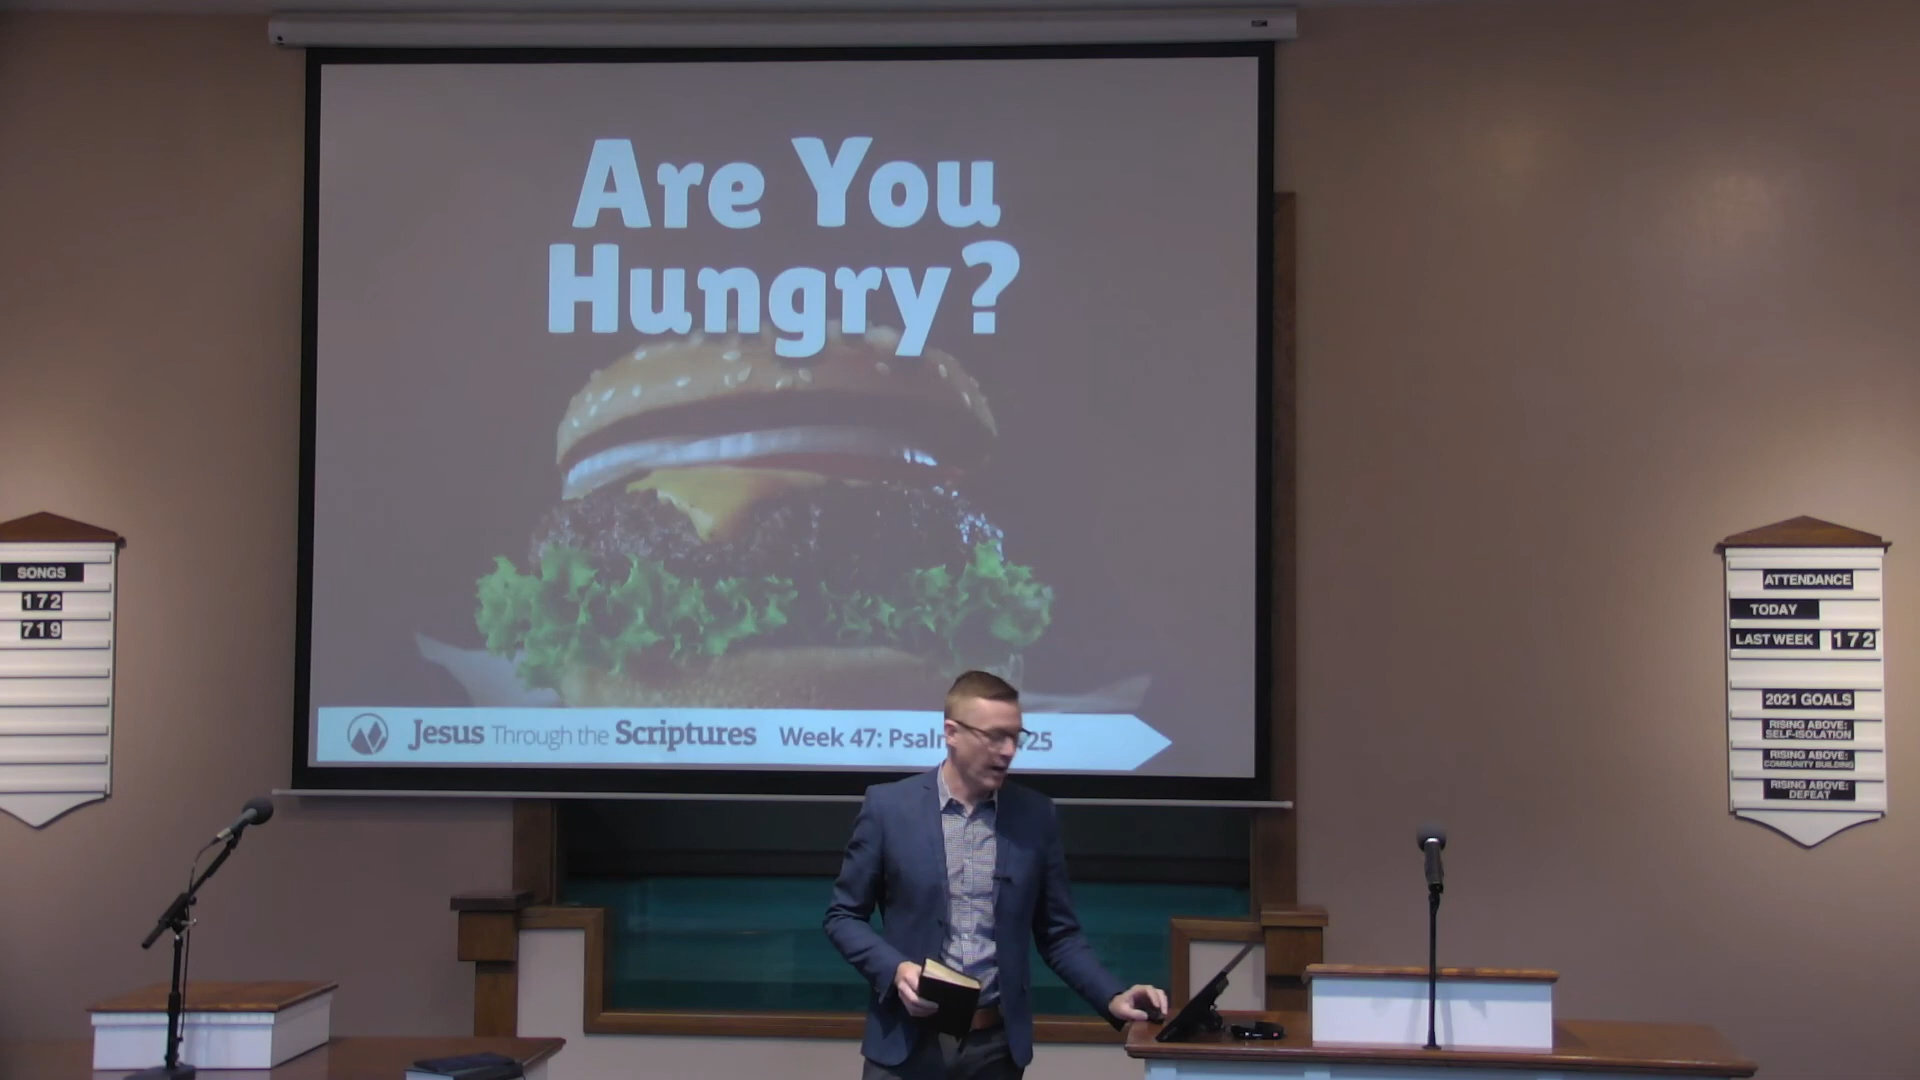 Are You
Hungry?
Jesus Through the Scriptures Week 47: 25
SONGS
172
719
ATTENDANCE
TODAY
LAST WEEK 172
2021 GOALS
RISING ABOVE:
SELF-ISOLATION
RISING ABOVE:
COMMUNITY BUILDING
RISING ABOVE:
DEFEAT